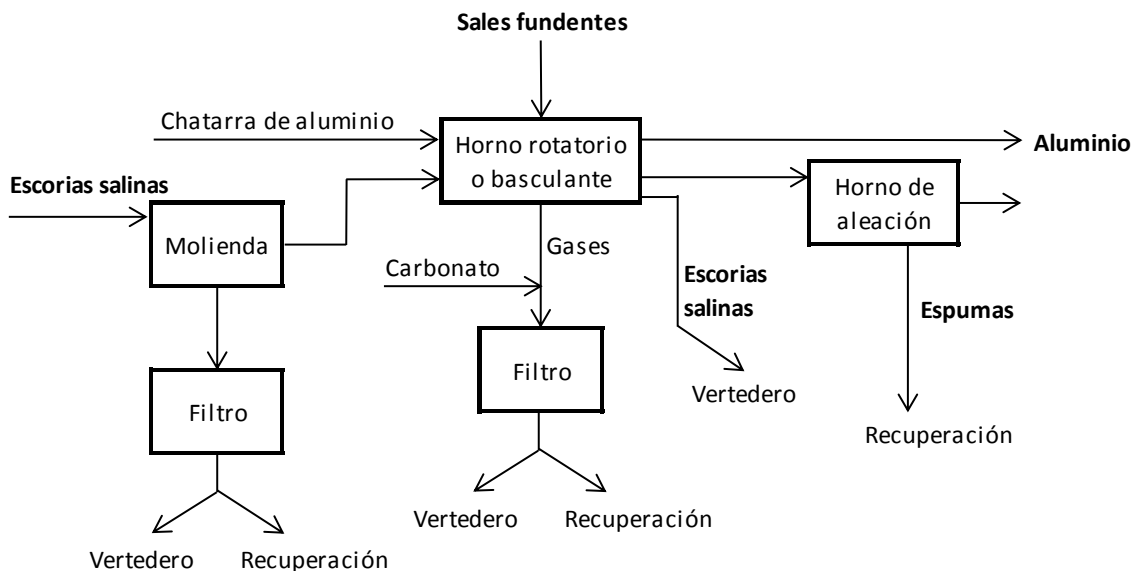 Sales fundentes
Chatarra de aluminio
Horno rotatorio
o basculante
Aluminio
Escorias salinas
Horno de
aleación
Molienda
Gases
Carbonato
Escorias
salinas
Espumas
Filtro
Filtro
Vertedero
Recuperación
Vertedero
Recuperación
Vertedero
Recuperación